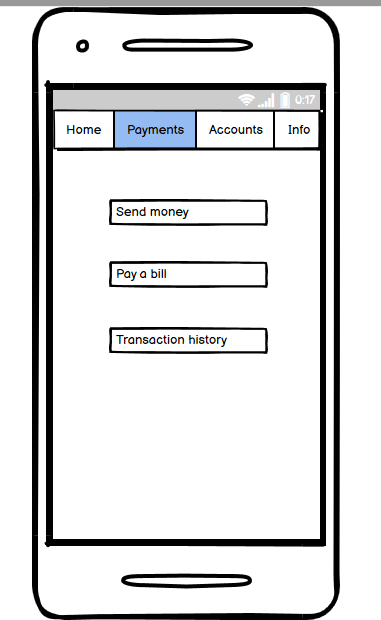 0:17
Home Payments Accounts Info
Send money
Pay a bill
Transaction history